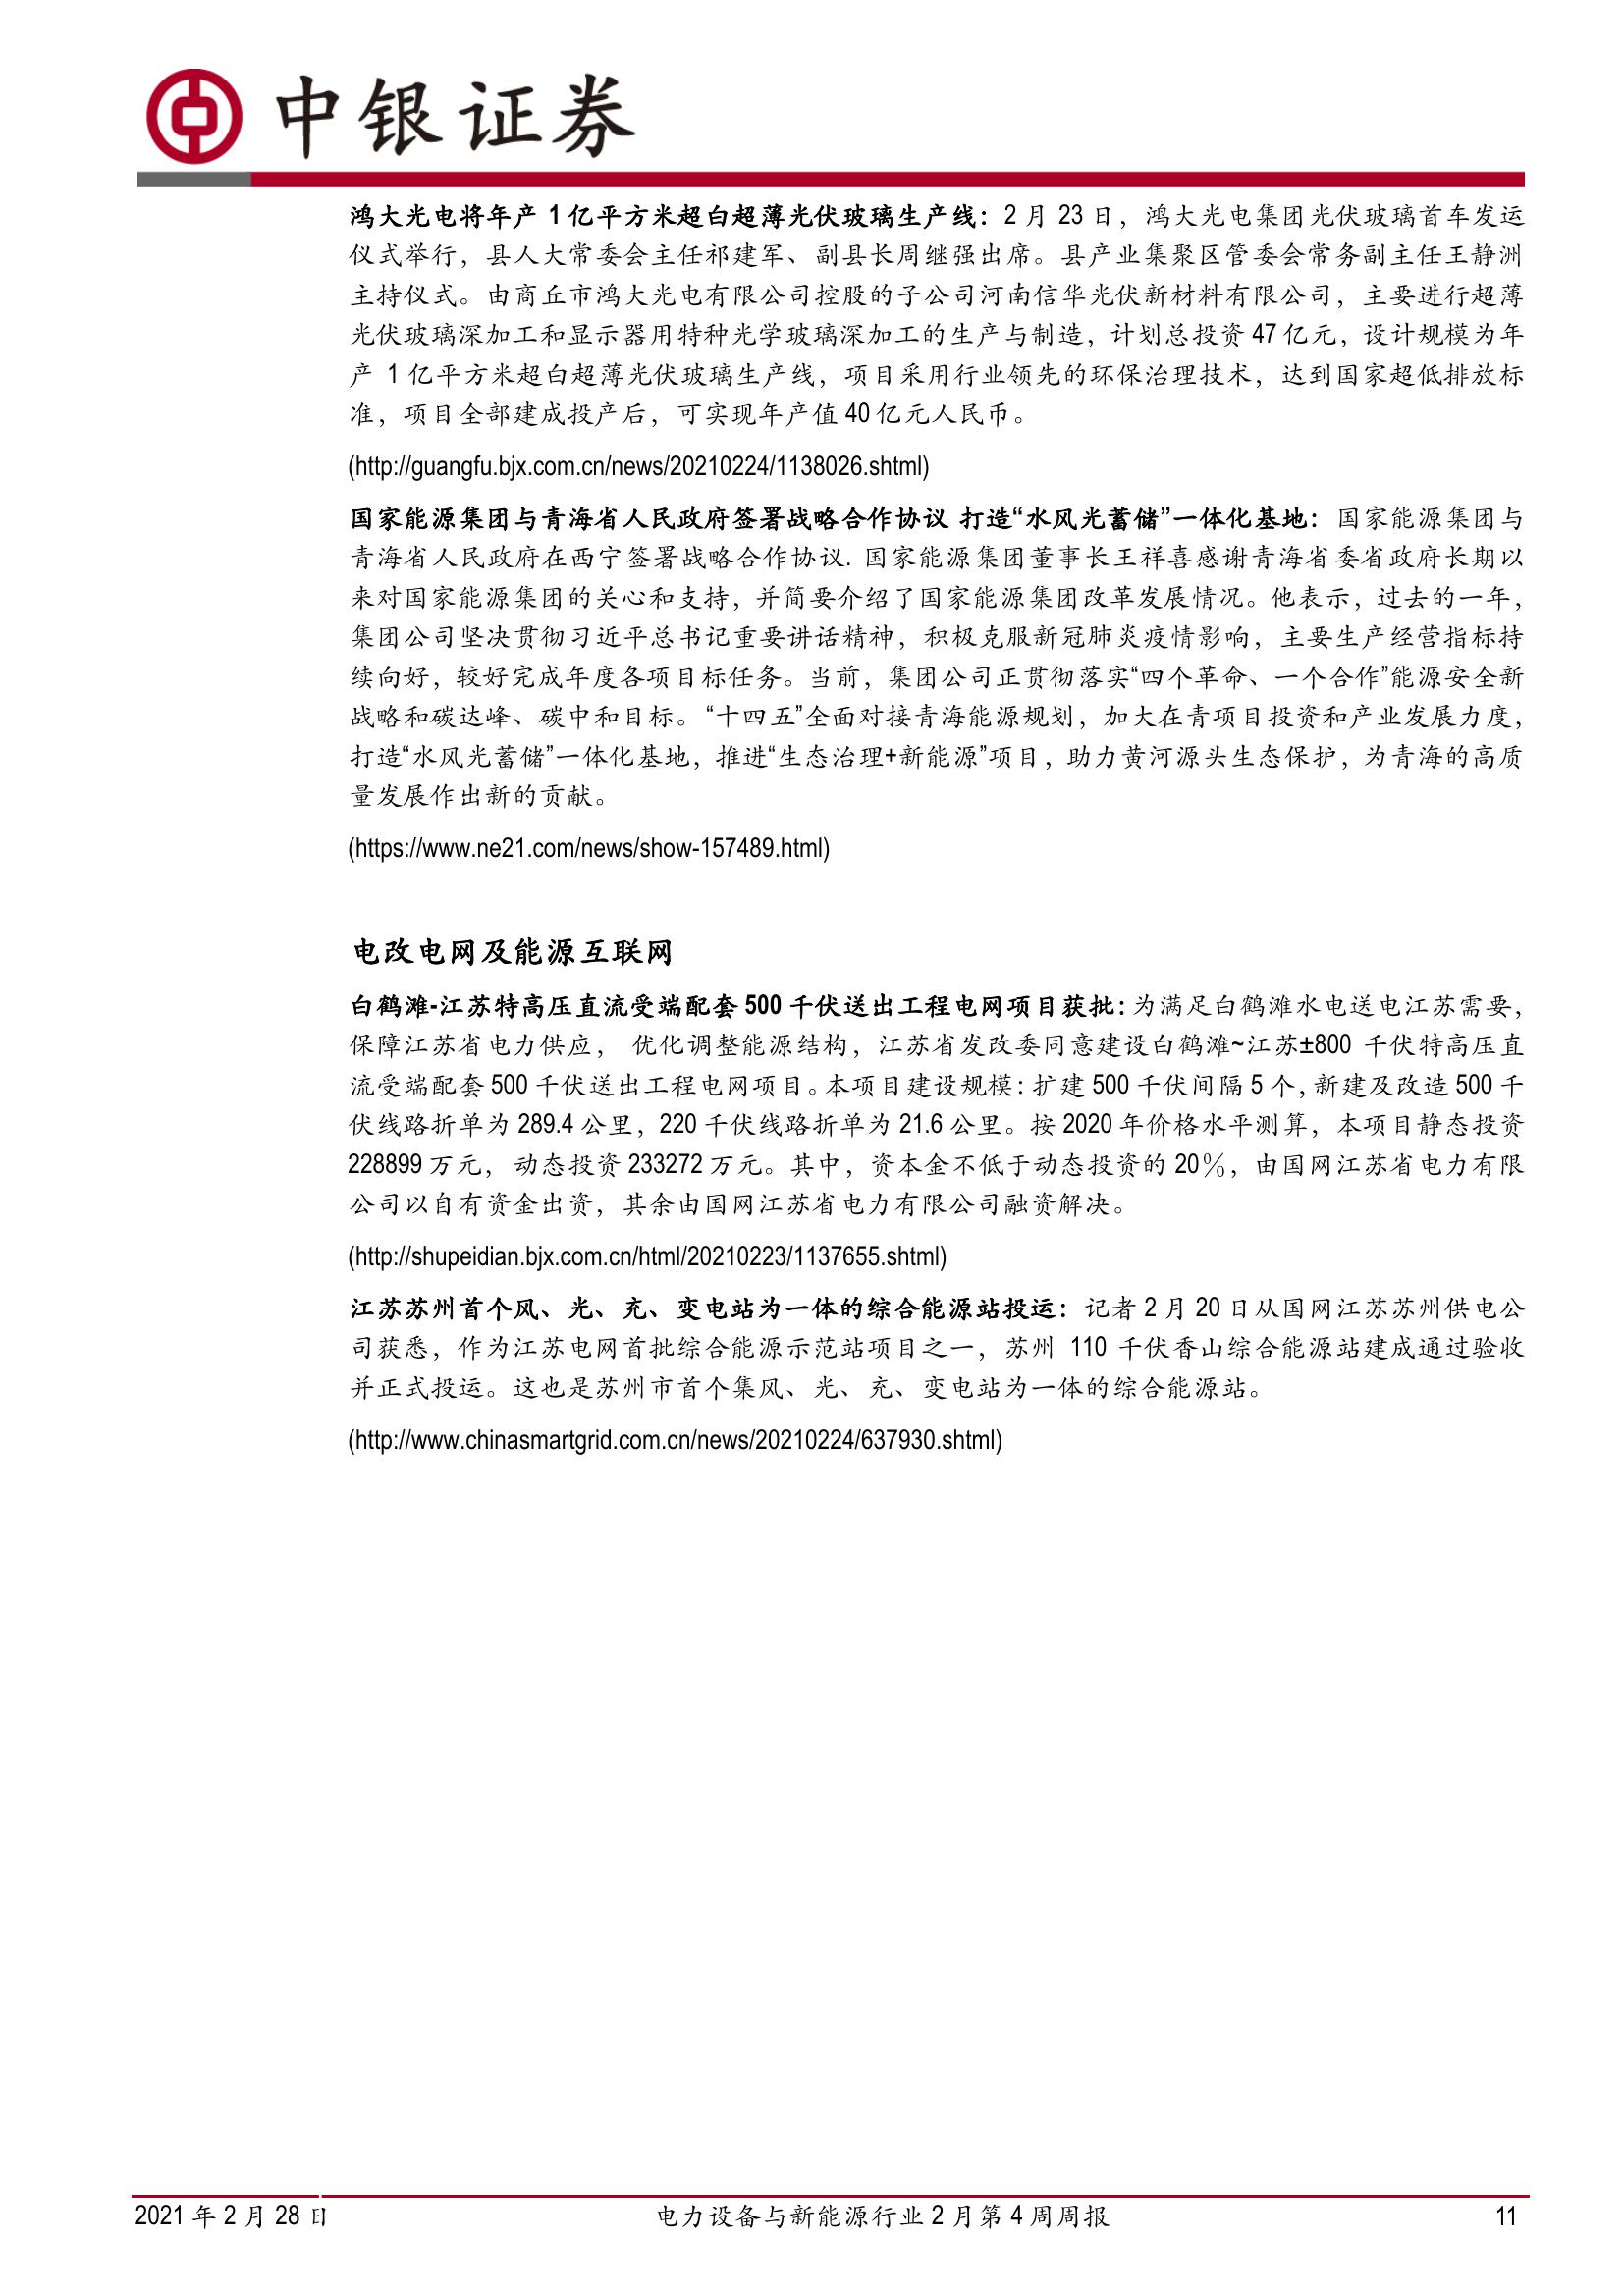 中银证券
鸿大光电将年产 1 亿平方米超白超薄光伏玻璃生产线：2 月 23 日，鸿大光电集团光伏玻璃首车发运
仪式举行，县人大常委会主任祁建军、副县长周继强出席。县产业集聚区管委会常务副主任王静洲
主持仪式。由商丘市鸿大光电有限公司控股的子公司河南信华光伏新材料有限公司，主要进行超薄
光伏玻璃深加工和显示器用特种光学玻璃深加工的生产与制造，计划总投资 47 亿元，设计规模为年
产 1 亿平方米超白超薄光伏玻璃生产线，项目采用行业领先的环保治理技术，达到国家超低排放标
准，项目全部建成投产后，可实现年产值 40 亿元人民币。
(http://guangfu.bjx.com.cn/news/20210224/1138026.shtml)
国家能源集团与青海省人民政府签署战略合作协议 打造“水风光蓄储”一体化基地：国家能源集团与
青海省人民政府在西宁签署战略合作协议. 国家能源集团董事长王祥喜感谢青海省委省政府长期以
来对国家能源集团的关心和支持，并简要介绍了国家能源集团改革发展情况。他表示，过去的一年，
集团公司坚决贯彻习近平总书记重要讲话精神，积极克服新冠肺炎疫情影响，主要生产经营指标持
续向好，较好完成年度各项目标任务。当前，集团公司正贯彻落实“四个革命、一个合作”能源安全新
战略和碳达峰、碳中和目标。“十四五”全面对接青海能源规划，加大在青项目投资和产业发展力度，
打造“水风光蓄储”一体化基地，推进“生态治理+新能源”项目，助力黄河源头生态保护，为青海的高质
量发展作出新的贡献。
(https://www.ne21.com/news/show-157489.html)
电改电网及能源互联网
白鹤滩-江苏特高压直流受端配套 500 千伏送出工程电网项目获批：为满足白鹤滩水电送电江苏需要，
保障江苏省电力供应， 优化调整能源结构，江苏省发改委同意建设白鹤滩~江苏±800 千伏特高压直
流受端配套 500 千伏送出工程电网项目。本项目建设规模：扩建 500 千伏间隔 5 个，新建及改造 500 千
伏线路折单为 289.4 公里，220 千伏线路折单为 21.6 公里。按 2020 年价格水平测算，本项目静态投资
228899 万元，动态投资 233272 万元。其中，资本金不低于动态投资的 20％，由国网江苏省电力有限
公司以自有资金出资，其余由国网江苏省电力有限公司融资解决。
(http://shupeidian.bjx.com.cn/html/20210223/1137655.shtml)
江苏苏州首个风、光、充、变电站为一体的综合能源站投运：记者 2 月 20 日从国网江苏苏州供电公
司获悉，作为江苏电网首批综合能源示范站项目之一，苏州 110 千伏香山综合能源站建成通过验收
并正式投运。这也是苏州市首个集风、光、充、变电站为一体的综合能源站。
(http://www.chinasmartgrid.com.cn/news/20210224/637930.shtml)
2021 年 2 月 28 日 电力设备与新能源行业 2 月第 4 周周报 11